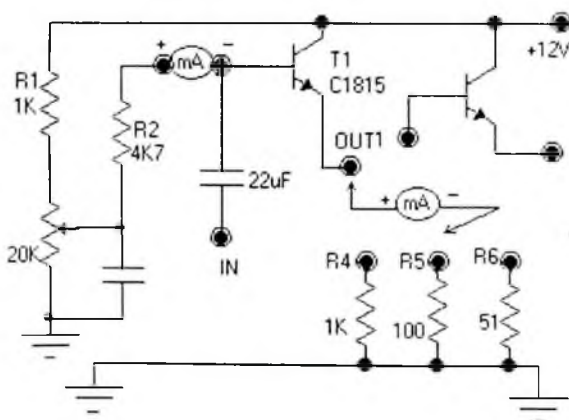 +12V
+ mA -
T1
C1815
R1
1K
R2
4K7
OUT1
22uF
+ mA -
20K
IN
R4
R5
R6
1K
100
51